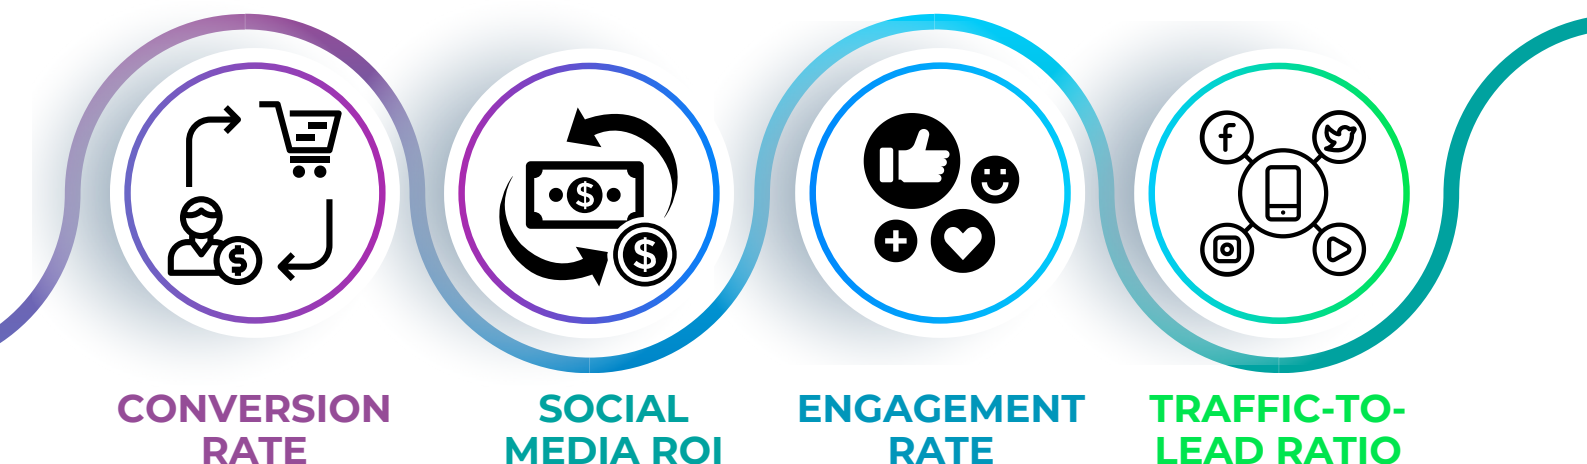 CONVERSION
RATE
SOCIAL
MEDIA ROI
ENGAGEMENT
RATE
TRAFFIC-TO-
LEAD RATIO